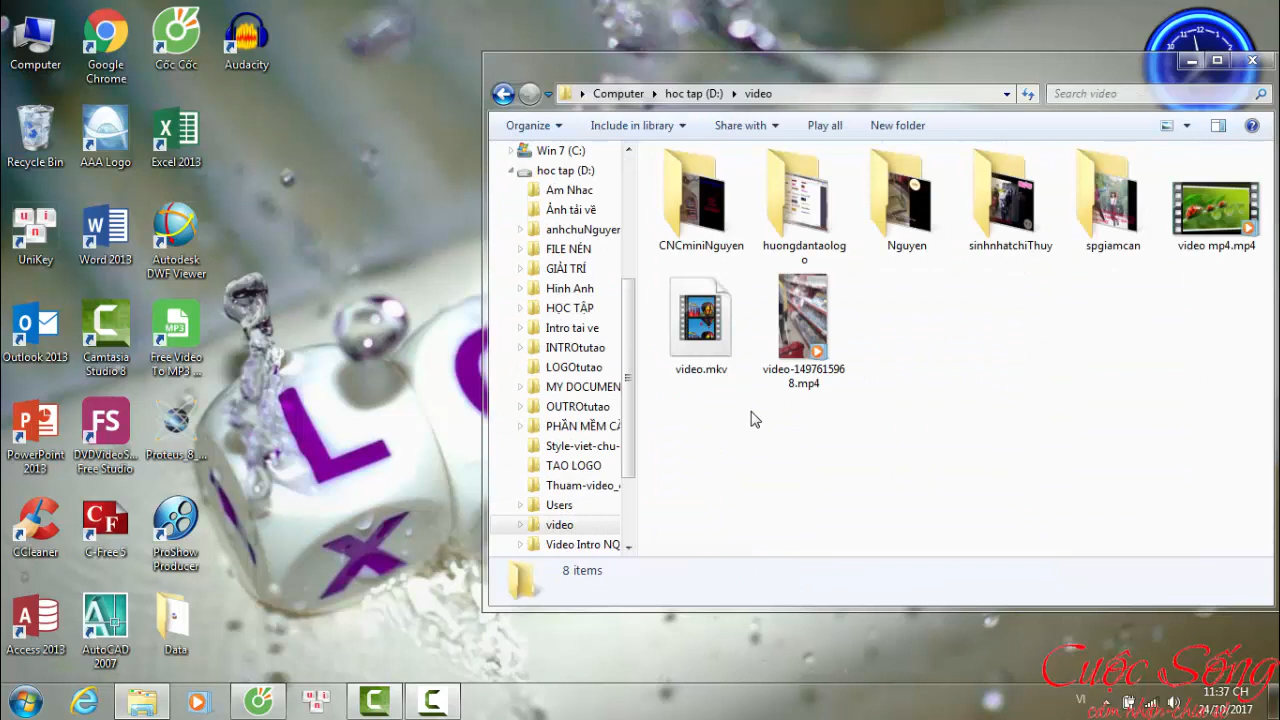 Computer
Google
Chrome
Cốc Cốc
Audacity
Recycle Bin
AAA Logo
Excel 2013
UniKey
Word 2013
Autodesk
DWF Viewer
Outlook 2013
Camtasia
Studio 8
Free Video
To MP3 ...
PowerPoint
2013
DVDVideoS...
Free Studio
Proteus_8_...
CCleaner
C-Free 5
ProShow
Producer
Access 2013
AutoCAD
2007
Data
Computer
hoc tap (D:)
video
Search video
Organize
Include in library
Share with
Play all
New folder
Win 7 (C:)
hoc tap (D:)
Am Nhac
Ảnh tải về
anhchuNguyen
FILE NÉN
GIẢI TRÍ
Hinh Anh
HỌC TẬP
Intro tai ve
INTROtutao
LOGOtutao
MY DOCUMEN
OUTROtutao
PHẦN MỀM CÀ
Style-viet-chu-
TAO LOGO
Thuam-video_
Users
video
Video Intro NQ
CNCminiNguyen
huongdantaolog
o
Nguyen
sinhnhatchiThuy
spgiamcan
video mp4.mp4
video.mkv
video-149761596
8.mp4
8 items
Cuộc Sống
VI
11:37 CH
24/10/2017